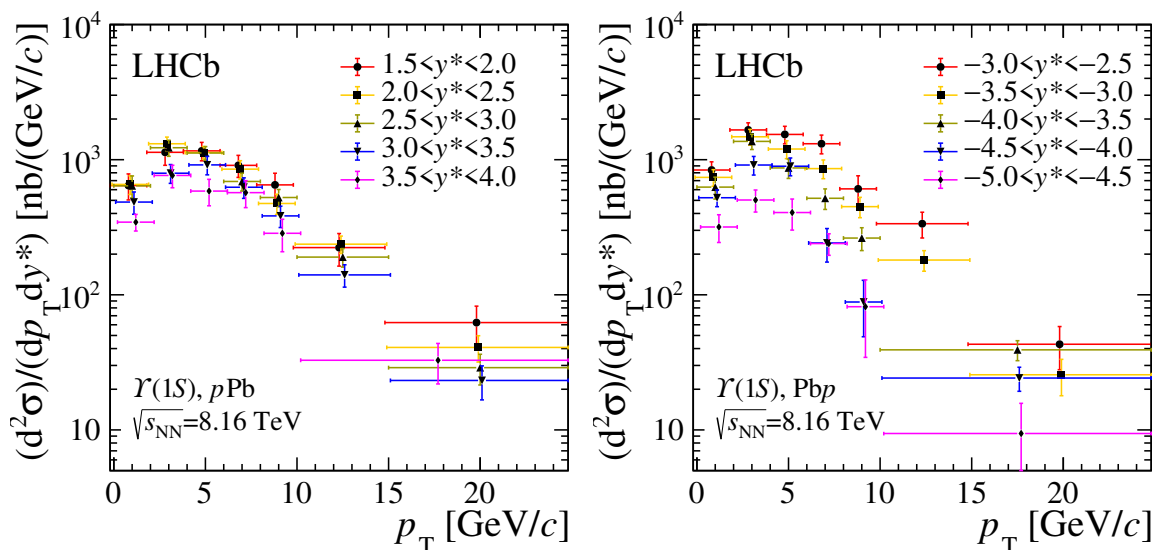 (d²σ)/(dp_T dy*) [nb/(GeV/c)]
10⁴
10³
10²
10
LHCb
1.5<y*<2.0
2.0<y*<2.5
2.5<y*<3.0
3.0<y*<3.5
3.5<y*<4.0
ϒ(1S), pPb
√s_NN=8.16 TeV
0 5 10 15 20
p_T [GeV/c]
(d²σ)/(dp_T dy*) [nb/(GeV/c)]
10⁴
10³
10²
10
LHCb
−3.0<y*<−2.5
−3.5<y*<−3.0
−4.0<y*<−3.5
−4.5<y*<−4.0
−5.0<y*<−4.5
ϒ(1S), Pbp
√s_NN=8.16 TeV
0 5 10 15 20
p_T [GeV/c]